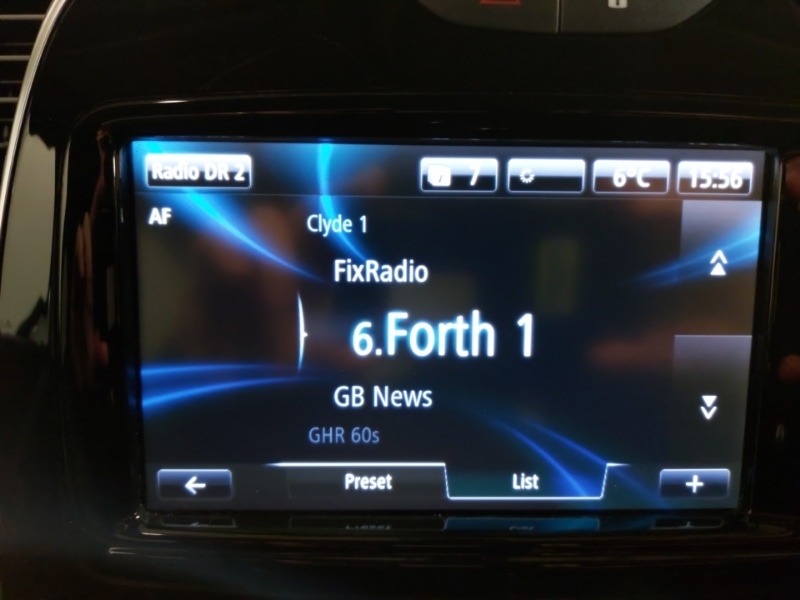 Radio DR 2
7
6°C
15:56
AF
Clyde 1
FixRadio
6.Forth 1
GB News
GHR 60s
Preset
List